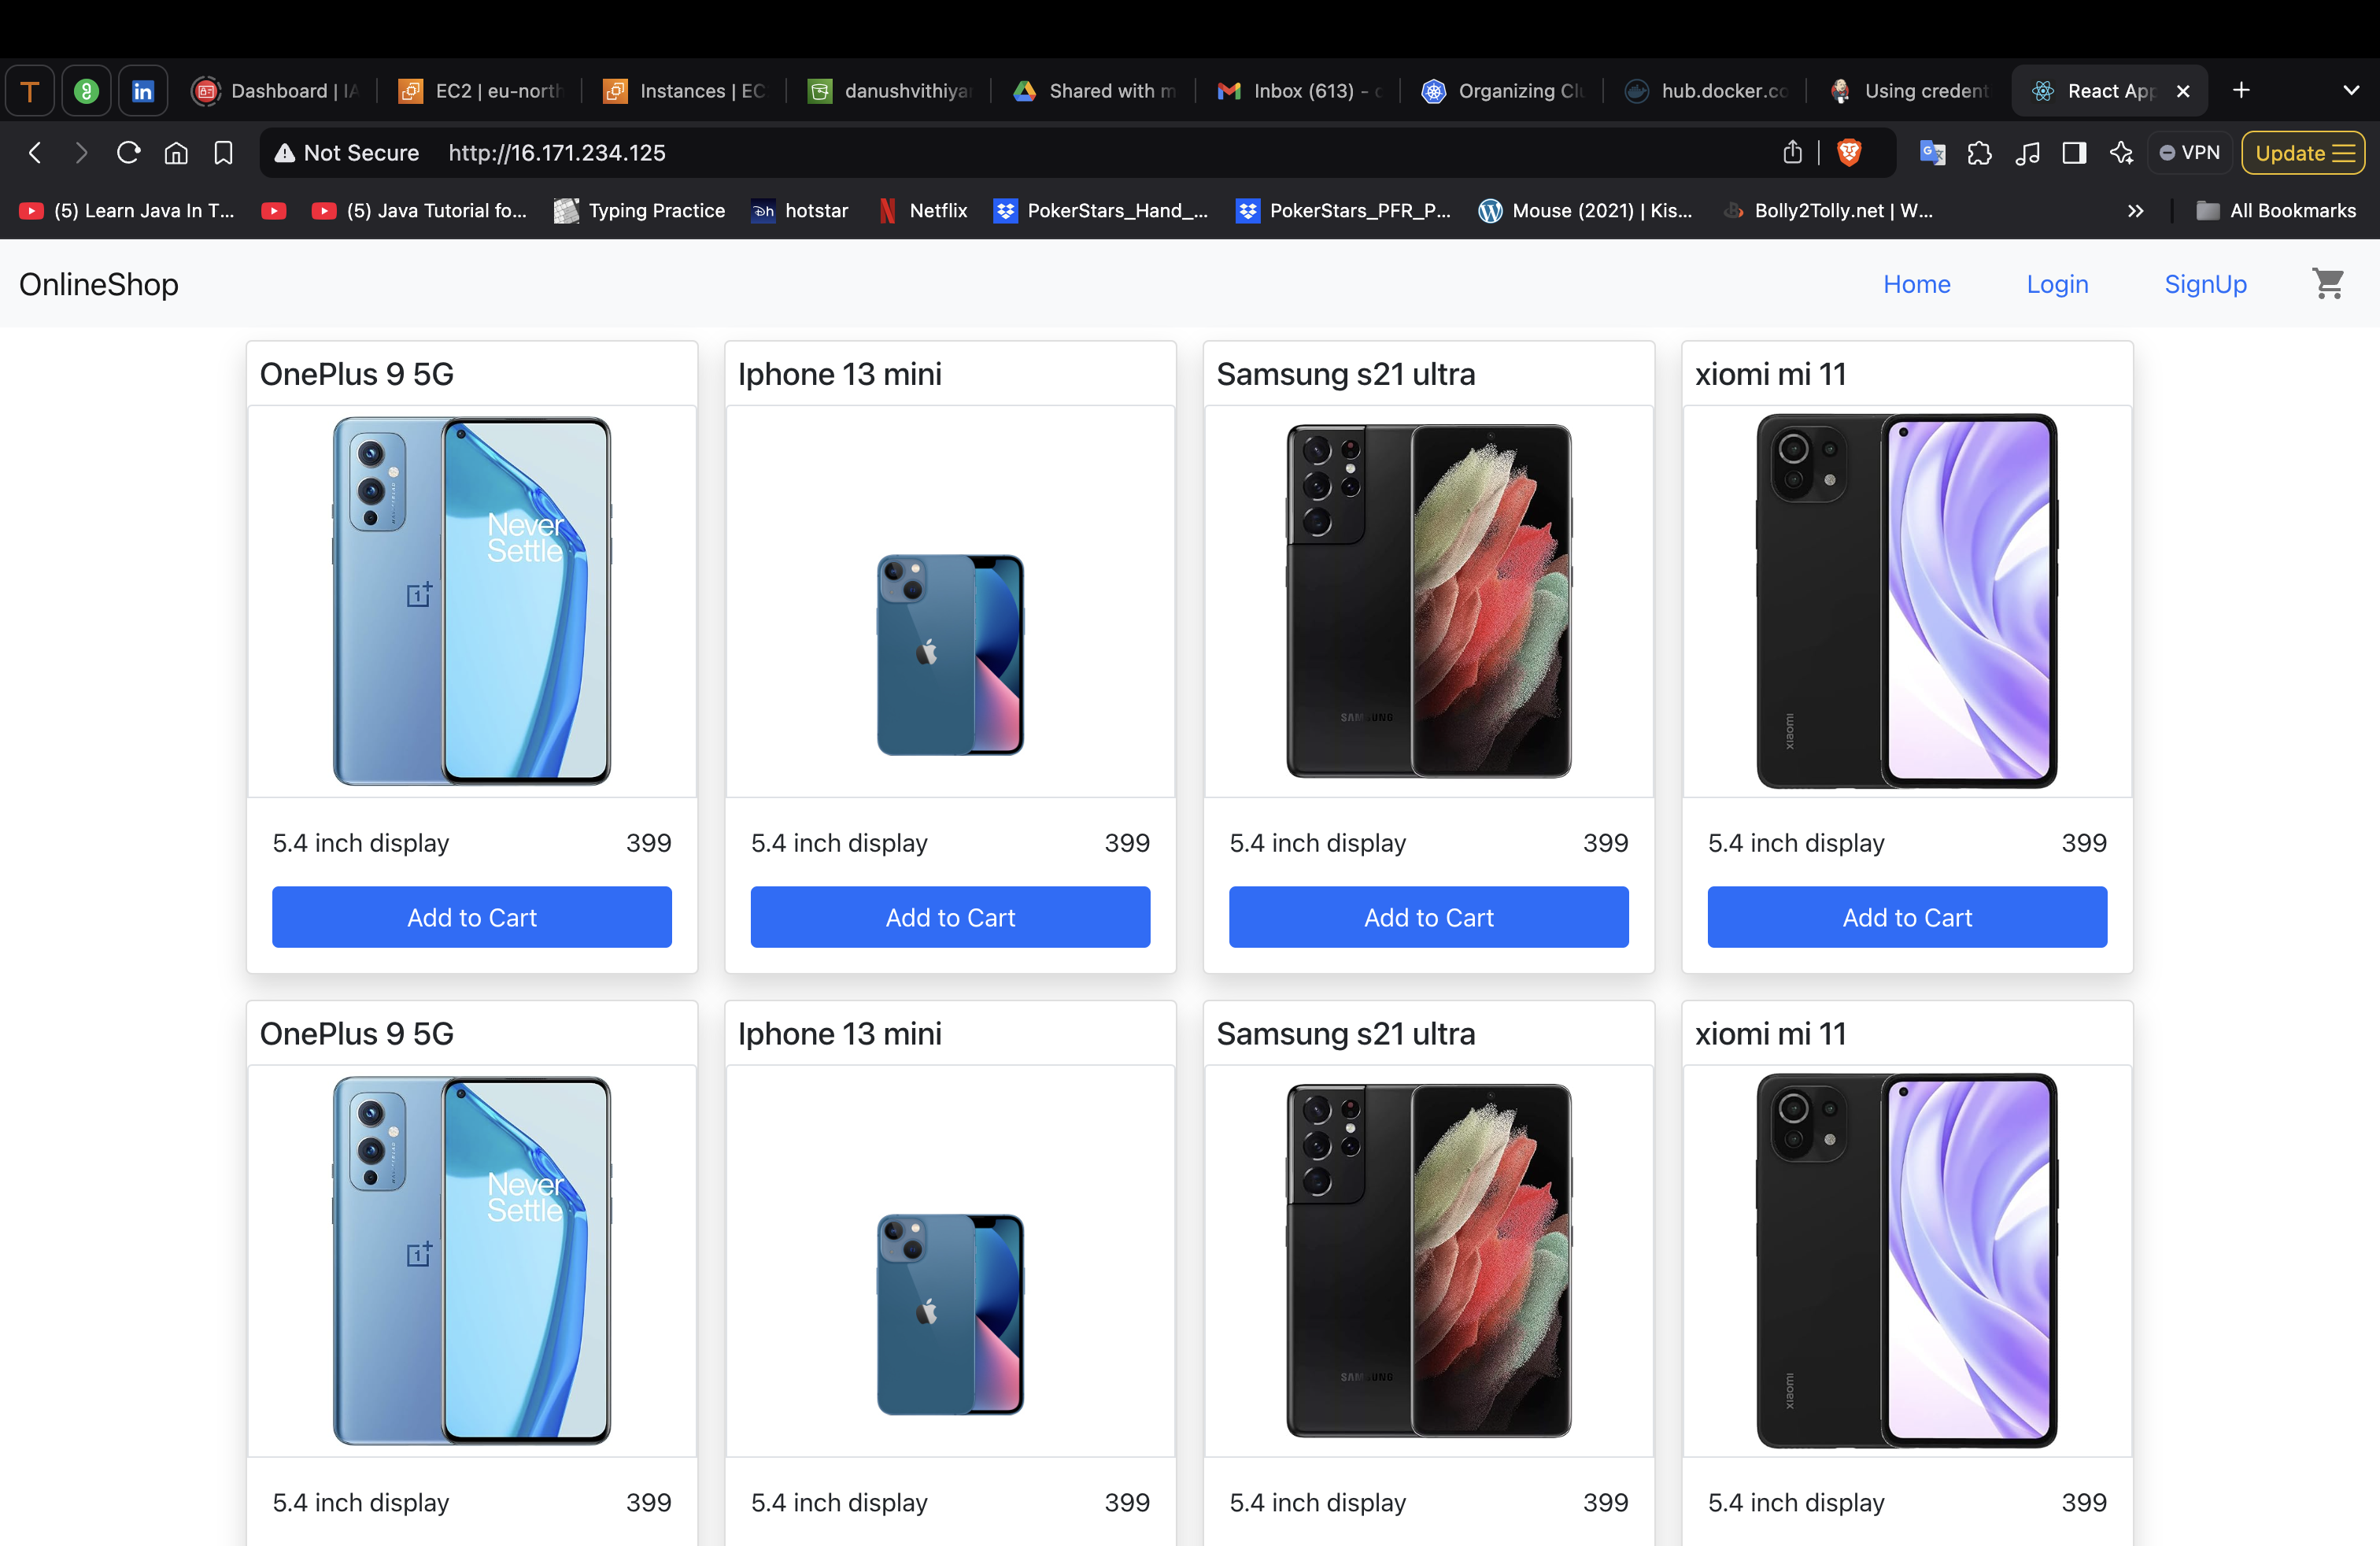 T in Dashboard | IA EC2 | eu-north Instances | EC danushvithiyar Shared with m Inbox (613) - c Organizing Clu hub.docker.co Using credent React App
Not Secure http://16.171.234.125 VPN Update
(5) Learn Java In T... (5) Java Tutorial fo... Typing Practice hotstar Netflix PokerStars_Hand_... PokerStars_PFR_P... Mouse (2021) | Kis... Bolly2Tolly.net | W... All Bookmarks
OnlineShop Home Login SignUp
OnePlus 9 5G Iphone 13 mini Samsung s21 ultra xiomi mi 11
Never
Settle
SAMSUNG
xiaomi
5.4 inch display 399 5.4 inch display 399 5.4 inch display 399 5.4 inch display 399
Add to Cart Add to Cart Add to Cart Add to Cart
OnePlus 9 5G Iphone 13 mini Samsung s21 ultra xiomi mi 11
Never
Settle
SAMSUNG
xiaomi
5.4 inch display 399 5.4 inch display 399 5.4 inch display 399 5.4 inch display 399